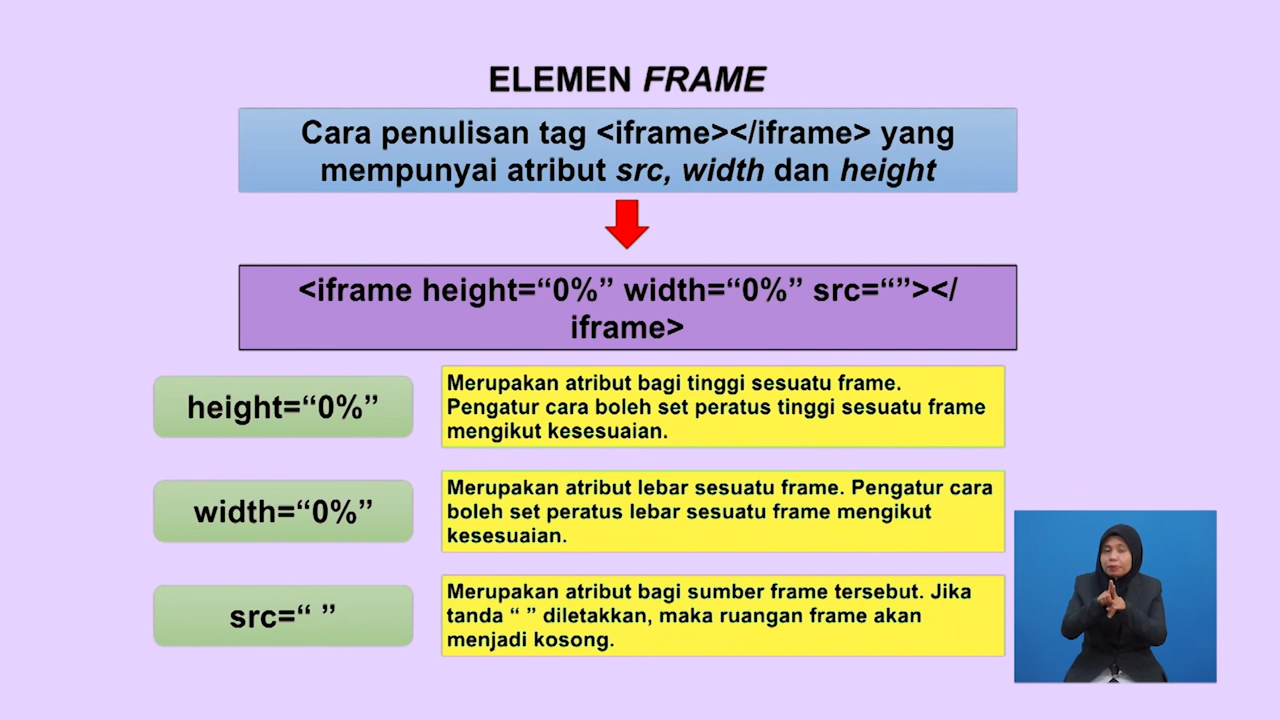 ELEMEN FRAME
Cara penulisan tag <iframe></iframe> yang
mempunyai atribut src, width dan height
<iframe height=“0%” width=“0%” src=“”></
iframe>
height=“0%”
Merupakan atribut bagi tinggi sesuatu frame.
Pengatur cara boleh set peratus tinggi sesuatu frame
mengikut kesesuaian.
width=“0%”
Merupakan atribut lebar sesuatu frame. Pengatur cara
boleh set peratus lebar sesuatu frame mengikut
kesesuaian.
src=“ ”
Merupakan atribut bagi sumber frame tersebut. Jika
tanda “ ” diletakkan, maka ruangan frame akan
menjadi kosong.